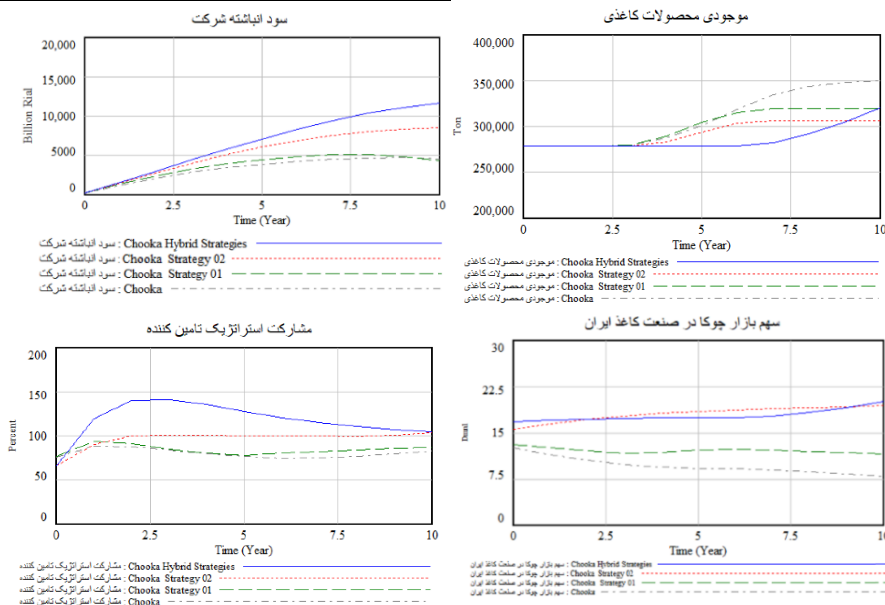 سود انباشته شرکت
20,000
15,000
10,000
5000
0
Billion Rial
0 2.5 5 7.5 10
Time (Year)
سود انباشته شرکت : Chooka Hybrid Strategies
سود انباشته شرکت : Chooka Strategy 02
سود انباشته شرکت : Chooka Strategy 01
سود انباشته شرکت : Chooka
موجودی محصولات کاغذی
400,000
350,000
300,000
250,000
200,000
Ton
0 2.5 5 7.5 10
Time (Year)
موجودی محصولات کاغذی : Chooka Hybrid Strategies
موجودی محصولات کاغذی : Chooka Strategy 02
موجودی محصولات کاغذی : Chooka Strategy 01
موجودی محصولات کاغذی : Chooka
مشارکت استراتژیک تامین کننده
200
150
100
50
0
Percent
0 2.5 5 7.5 10
Time (Year)
مشارکت استراتژیک تامین کننده : Chooka Hybrid Strategies
مشارکت استراتژیک تامین کننده : Chooka Strategy 02
مشارکت استراتژیک تامین کننده : Chooka Strategy 01
مشارکت استراتژیک تامین کننده : Chooka
سهم بازار چوکا در صنعت کاغذ ایران
30
22.5
15
7.5
0
0 2.5 5 7.5 10
Time (Year)
سهم بازار چوکا در صنعت کاغذ ایران : Chooka Hybrid Strategies
سهم بازار چوکا در صنعت کاغذ ایران : Chooka Strategy 02
سهم بازار چوکا در صنعت کاغذ ایران : Chooka Strategy 01
سهم بازار چوکا در صنعت کاغذ ایران : Chooka